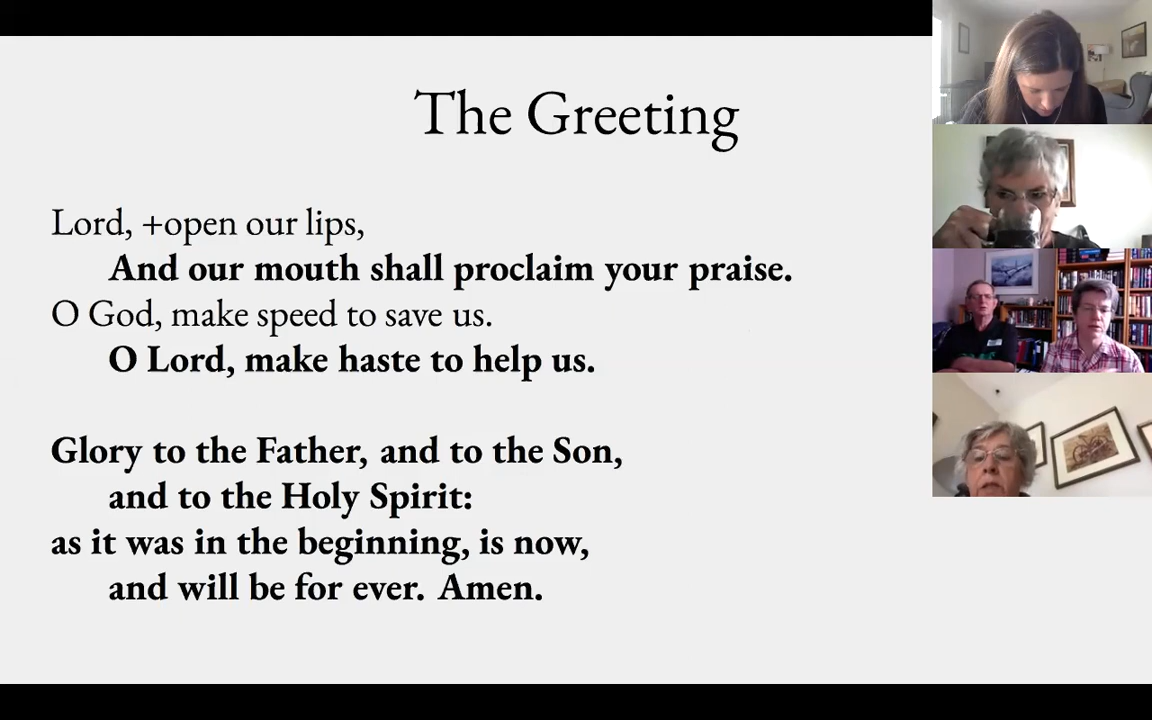 The Greeting
Lord, +open our lips,
And our mouth shall proclaim your praise.
O God, make speed to save us.
O Lord, make haste to help us.
Glory to the Father, and to the Son,
and to the Holy Spirit:
as it was in the beginning, is now,
and will be for ever. Amen.